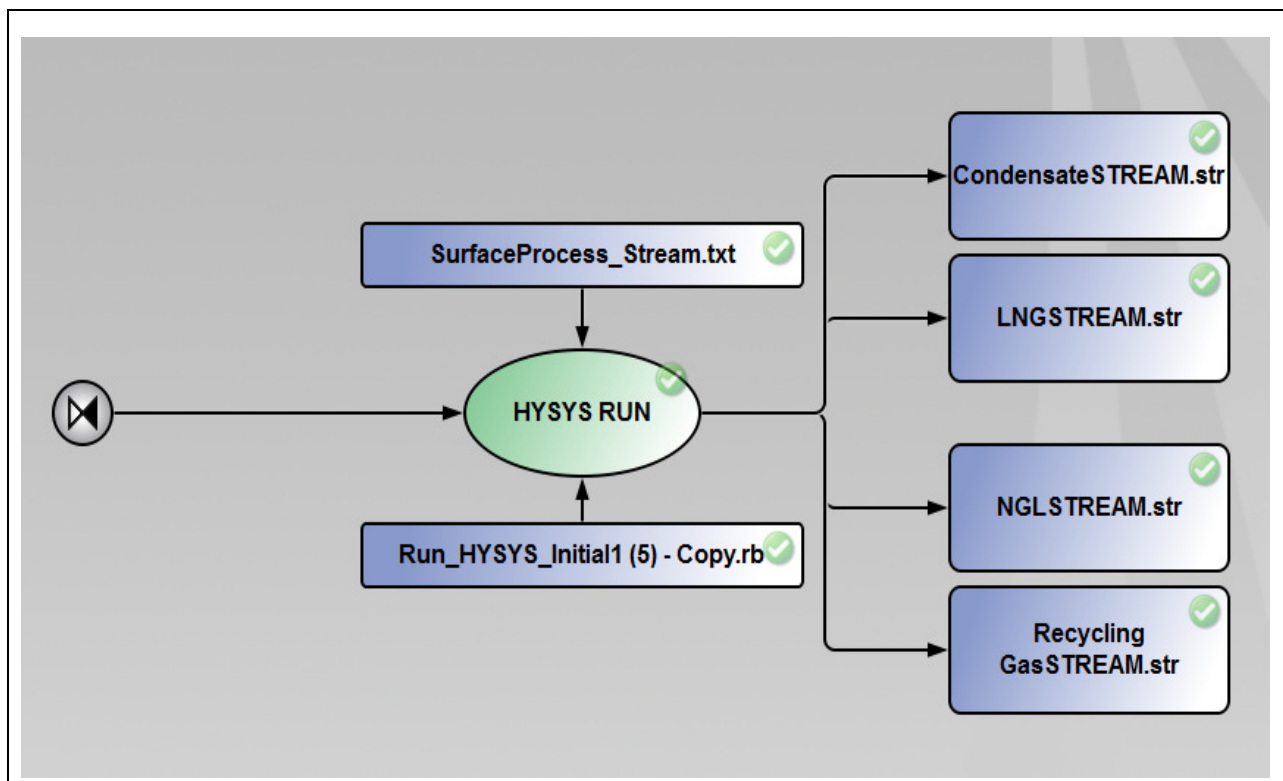 SurfaceProcess_Stream.txt
HYSYS RUN
Run_HYSYS_Initial1 (5) - Copy.rb
CondensateSTREAM.str
LNGSTREAM.str
NGLSTREAM.str
Recycling
GasSTREAM.str